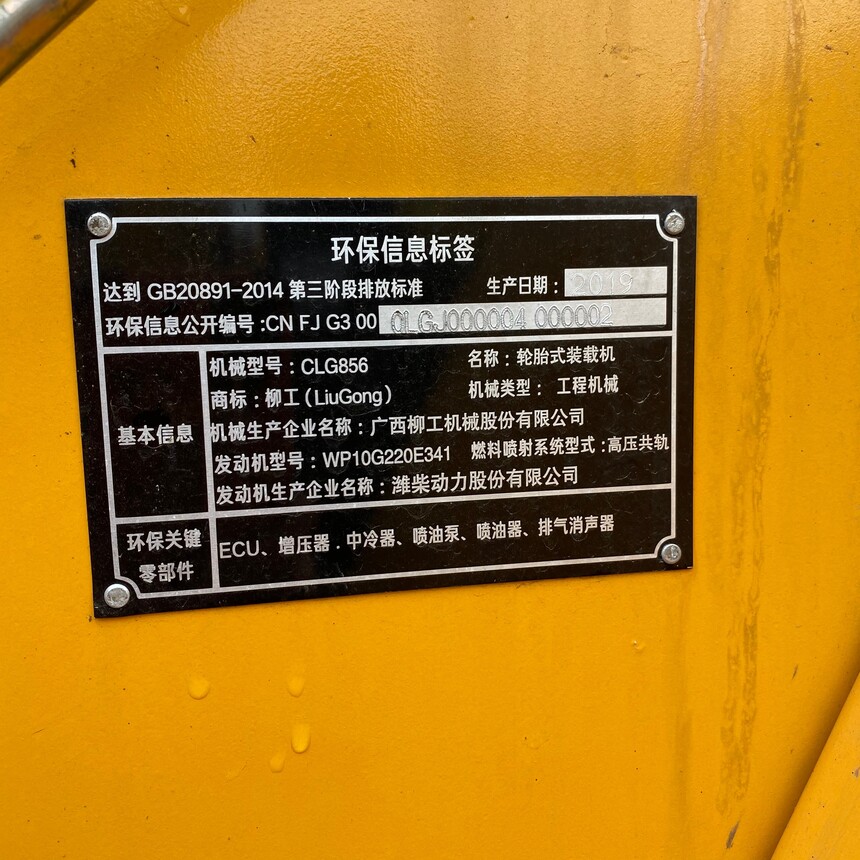 环保信息标签
达到 GB20891-2014 第三阶段排放标准 生产日期: 2019
环保信息公开编号:CN FJ G3 00 CLGJ000004 000002
基本信息
机械型号: CLG856 名称: 轮胎式装载机
商标: 柳工(LiuGong) 机械类型: 工程机械
机械生产企业名称: 广西柳工机械股份有限公司
发动机型号: WP10G220E341 燃料喷射系统型式: 高压共轨
发动机生产企业名称: 潍柴动力股份有限公司
环保关键
零部件
ECU、增压器.中冷器、喷油泵、喷油器、排气消声器